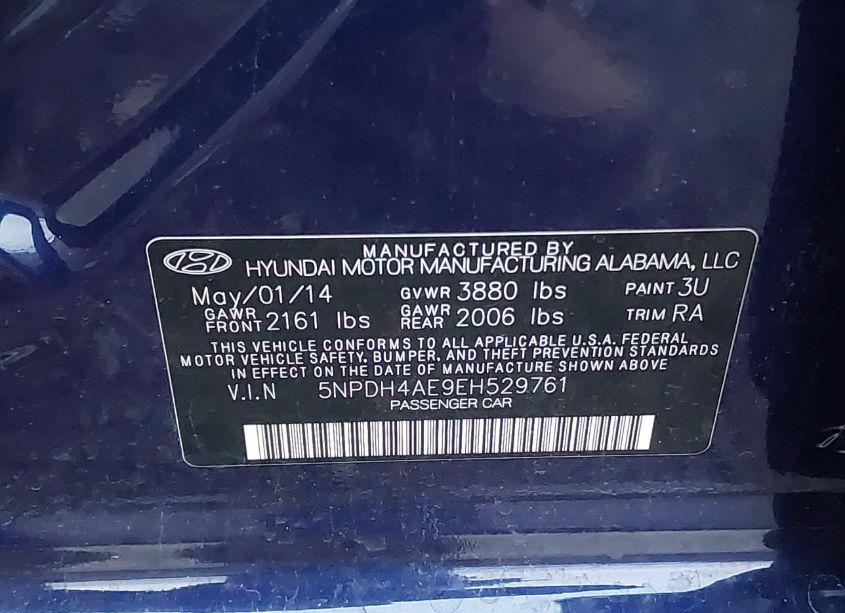 MANUFACTURED BY
HYUNDAI MOTOR MANUFACTURING ALABAMA, LLC
May/01/14 GVWR 3880 lbs PAINT 3U
GAWR FRONT 2161 lbs GAWR REAR 2006 lbs TRIM RA
THIS VEHICLE CONFORMS TO ALL APPLICABLE U.S.A. FEDERAL
MOTOR VEHICLE SAFETY, BUMPER, AND THEFT PREVENTION STANDARDS
IN EFFECT ON THE DATE OF MANUFACTURE SHOWN ABOVE
V.I.N 5NPDH4AE9EH529761
PASSENGER CAR